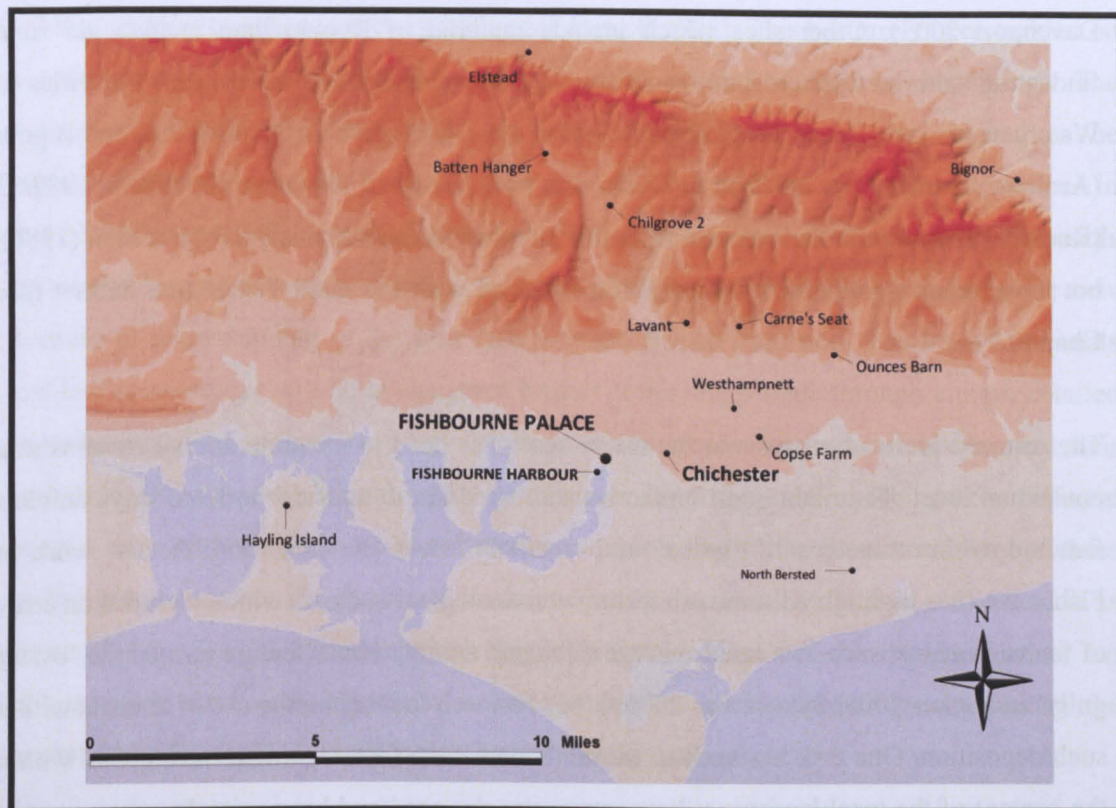 Elstead
Batten Hanger
Bignor
Chilgrove 2
Lavant
Carne's Seat
Ounces Barn
Westhampnett
FISHBOURNE PALACE
Copse Farm
FISHBOURNE HARBOUR
Chichester
Hayling Island
North Bersted
N
0 5 10 Miles